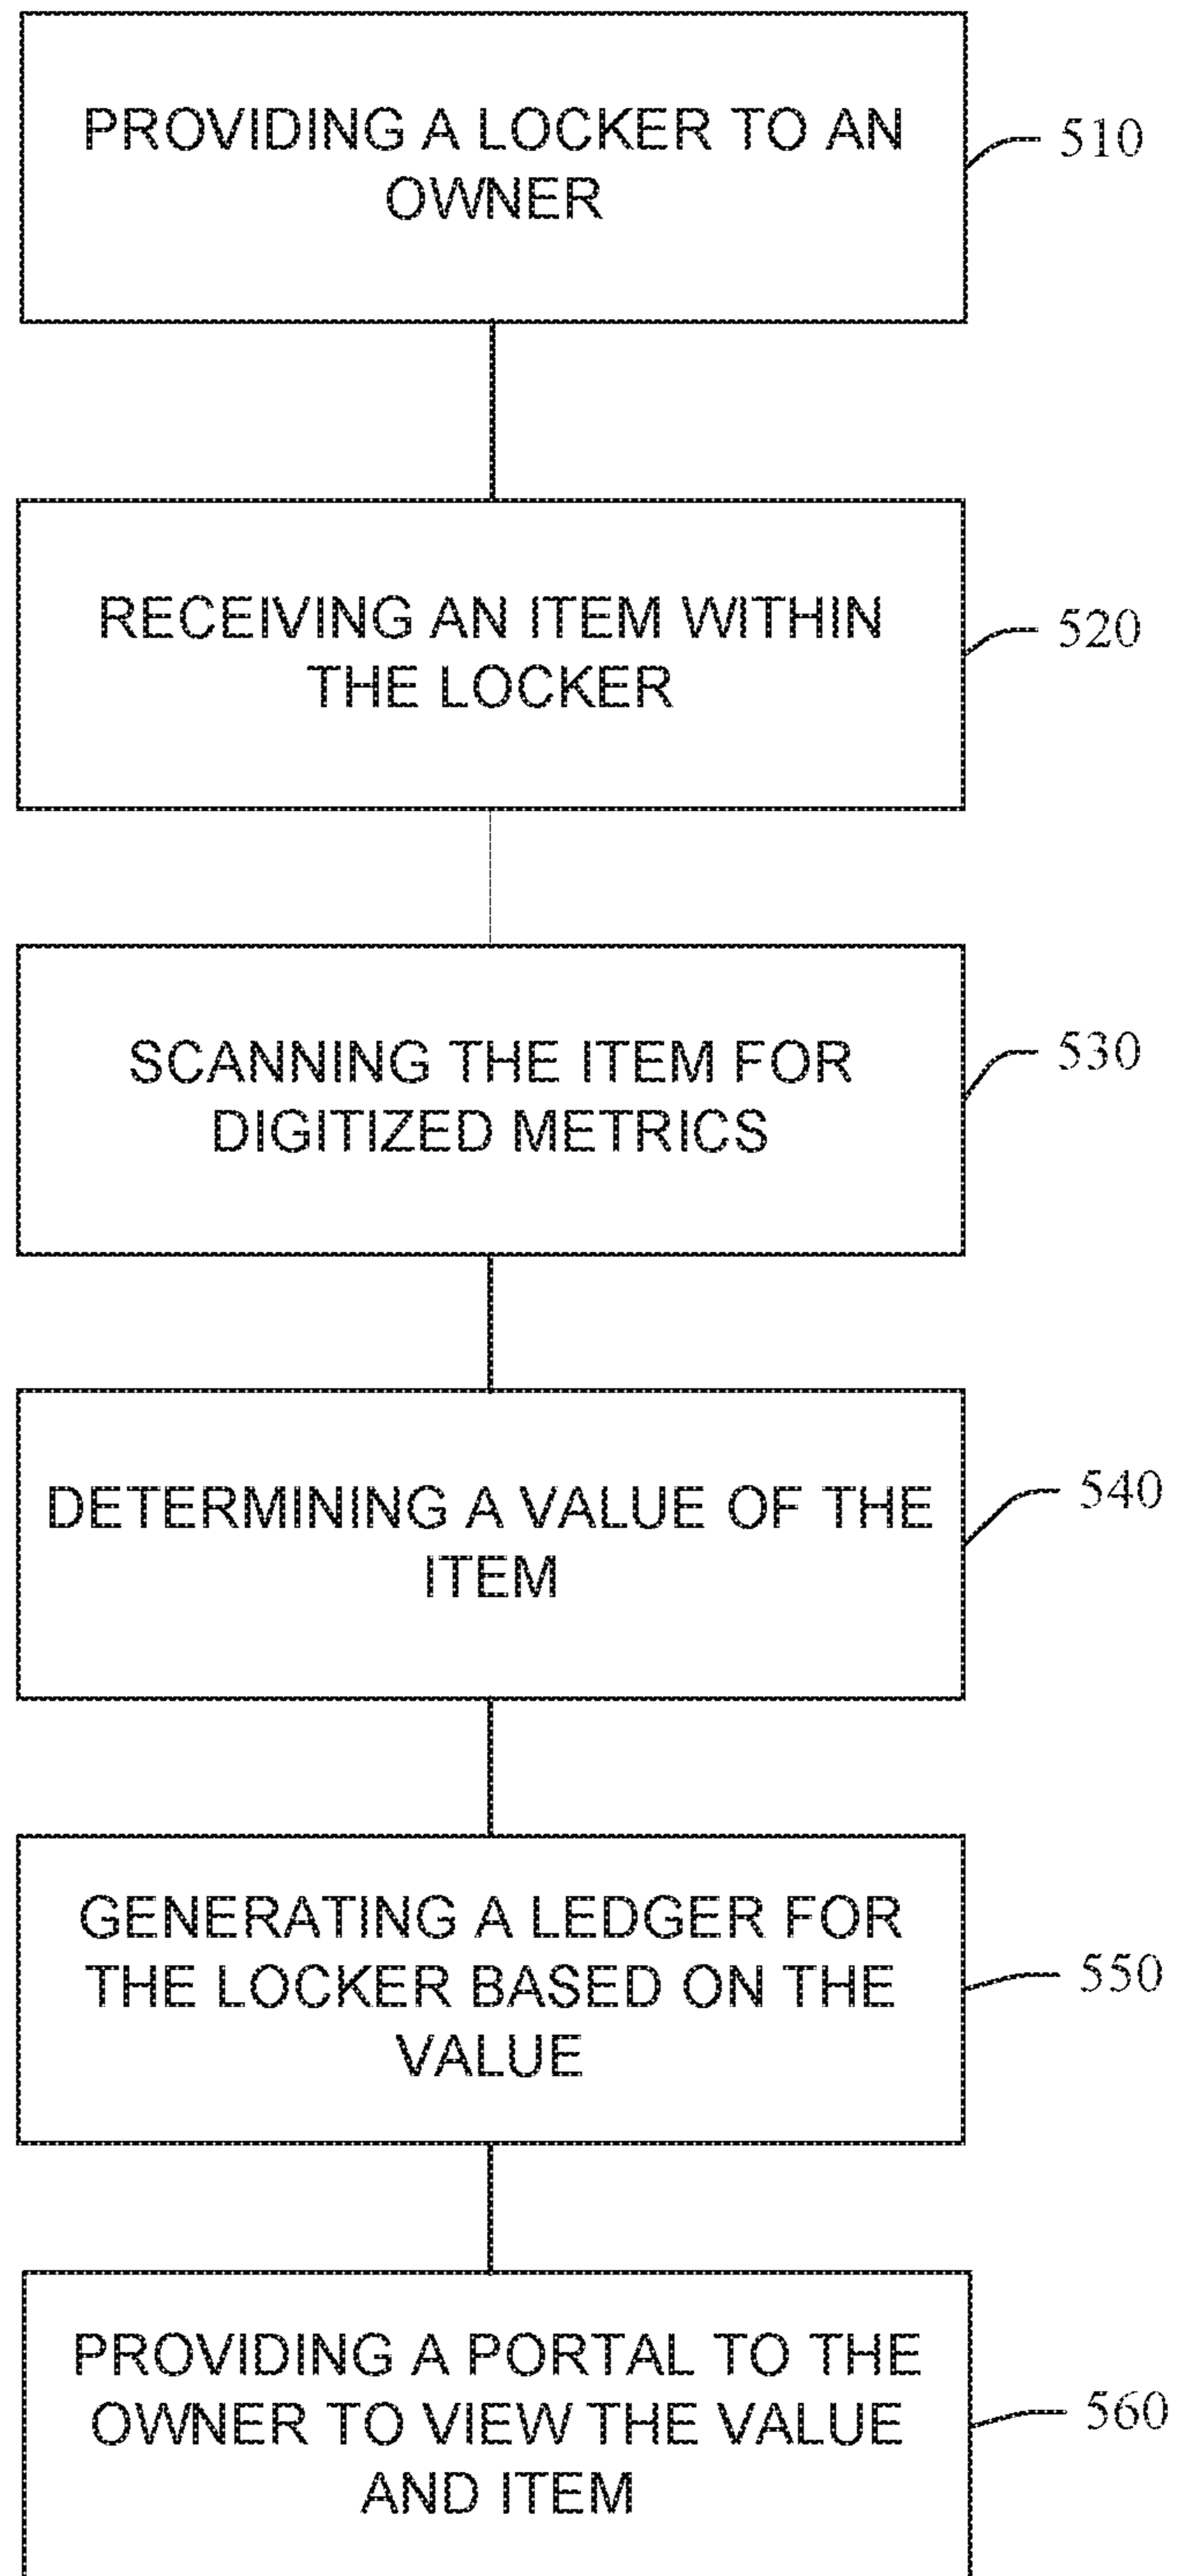 PROVIDING A LOCKER TO AN
OWNER
510
RECEIVING AN ITEM WITHIN
THE LOCKER
520
SCANNING THE ITEM FOR
DIGITIZED METRICS
530
DETERMINING A VALUE OF THE
ITEM
540
GENERATING A LEDGER FOR
THE LOCKER BASED ON THE
VALUE
550
PROVIDING A PORTAL TO THE
OWNER TO VIEW THE VALUE
AND ITEM
560